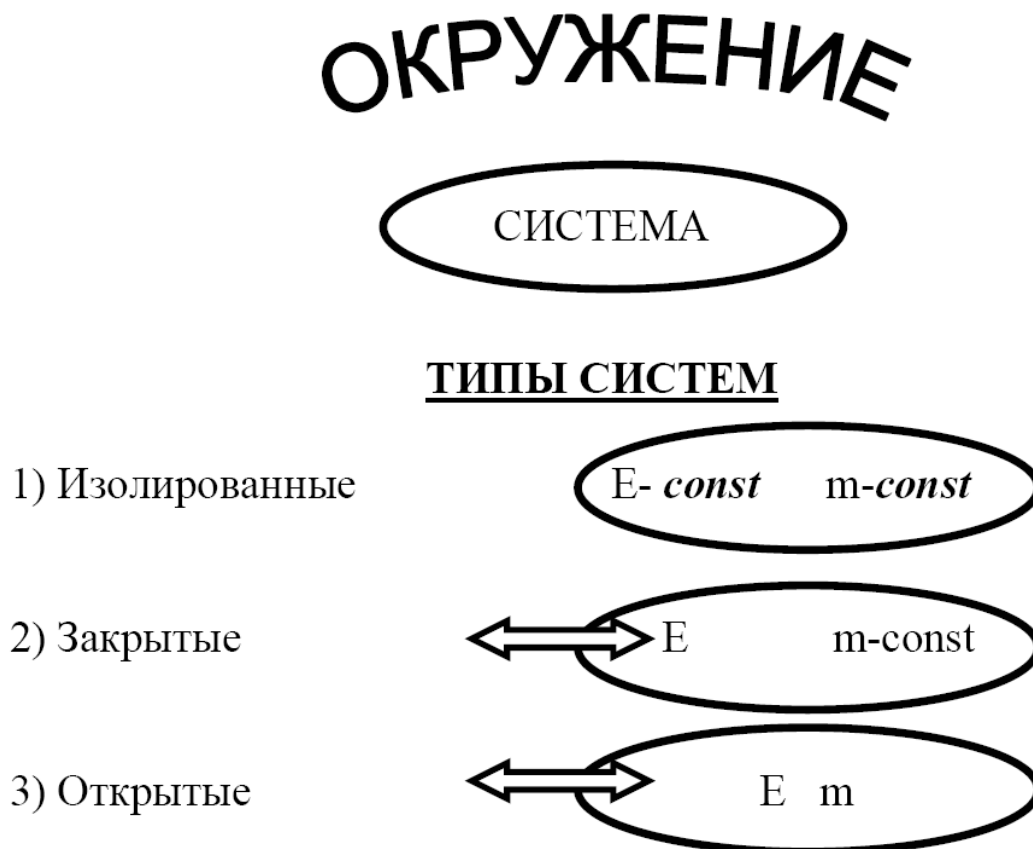 ОКРУЖЕНИЕ
СИСТЕМА
ТИПЫ СИСТЕМ
1) Изолированные E- const m-const
2) Закрытые E m-const
3) Открытые E m